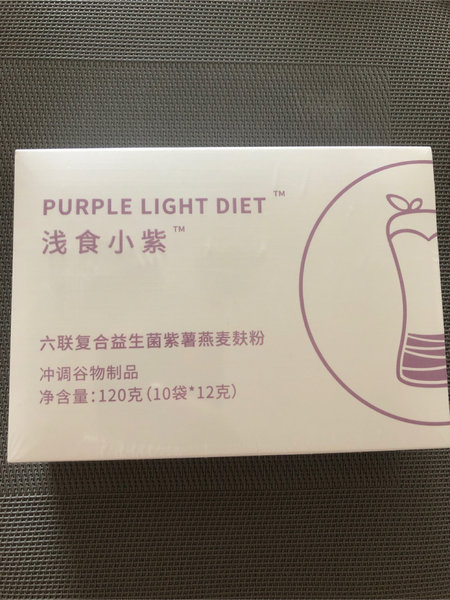 PURPLE LIGHT DIET™
浅食小紫™
六联复合益生菌紫薯燕麦麸粉
冲调谷物制品
净含量:120克(10袋*12克)